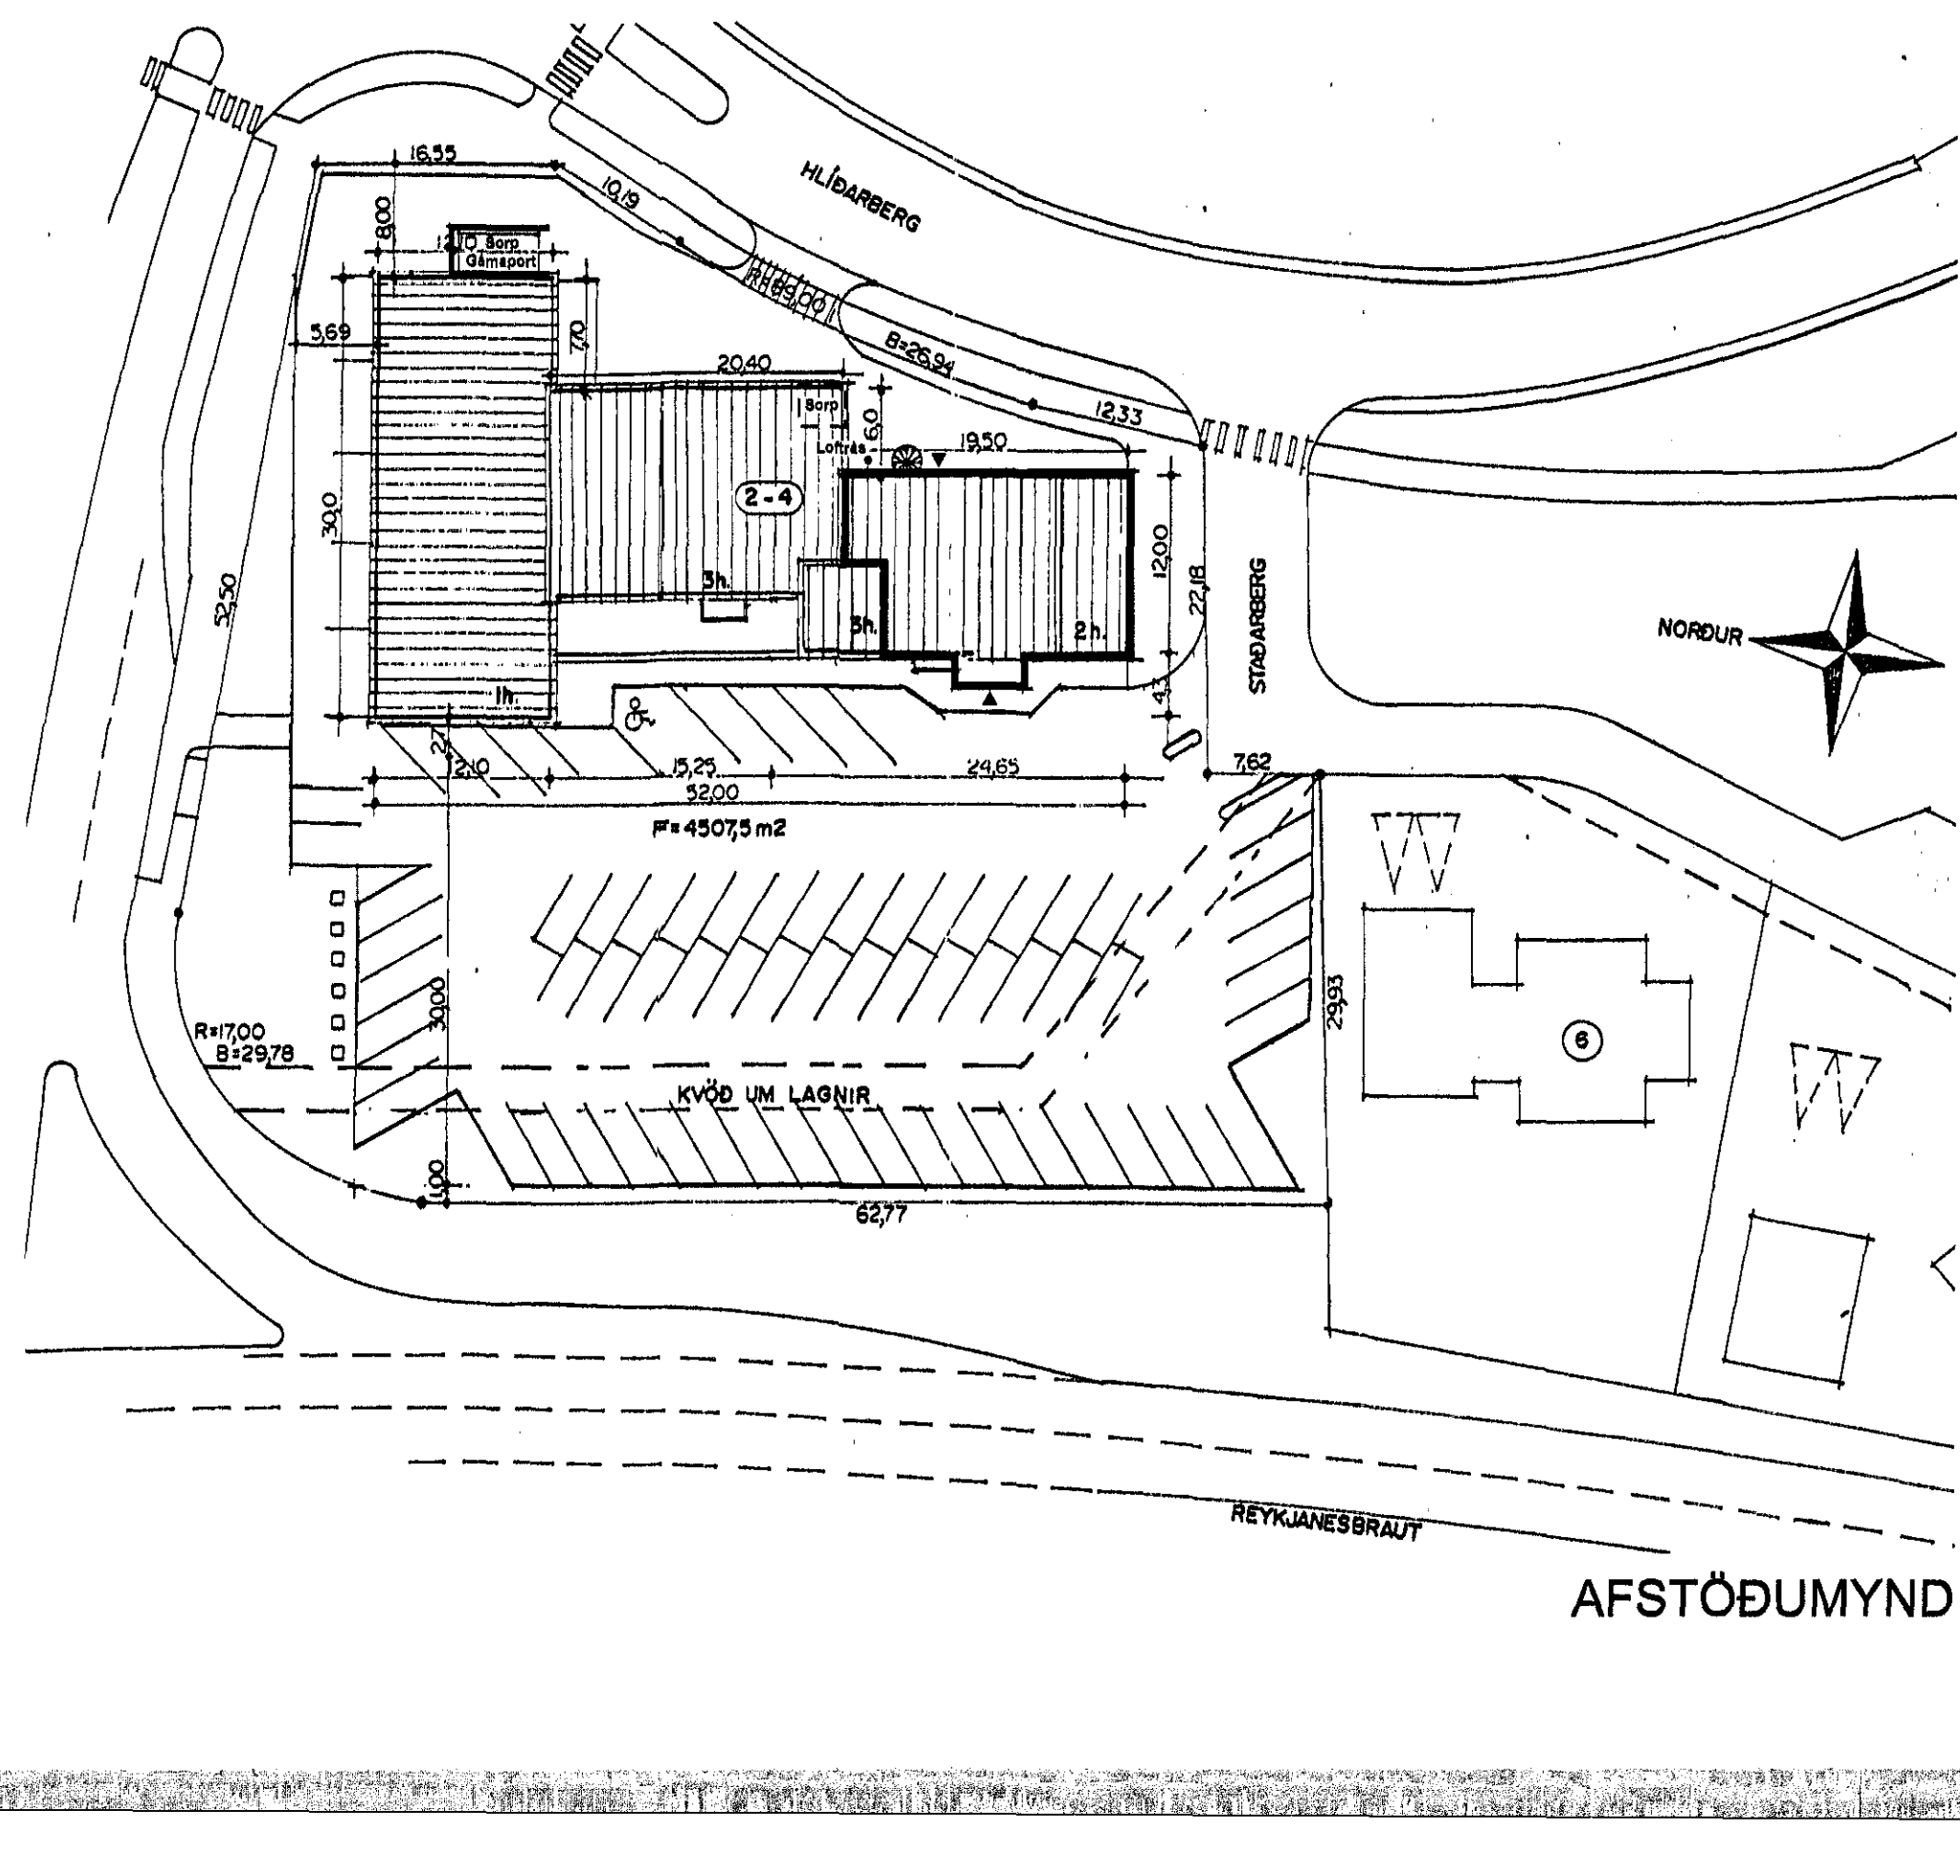 16,55
10,19
HLÍÐARBERG
8,00
Sorp
Gámaport
R=89,00
5,69
7,70
B=26,94
20,40
12,33
Sorp
6,0
Loftrás
19,50
2-4
30,0
12,00
22,18
52,50
STAÐARBERG
NORÐUR
3h.
3h.
2h.
1h.
4,3
2,7
12,10
15,25
24,65
7,62
52,00
F=4507,5 m2
30,00
29,93
R=17,00
B=29,78
6
KVÖÐ UM LAGNIR
1,00
62,77
REYKJANESBRAUT
AFSTÖÐUMYND